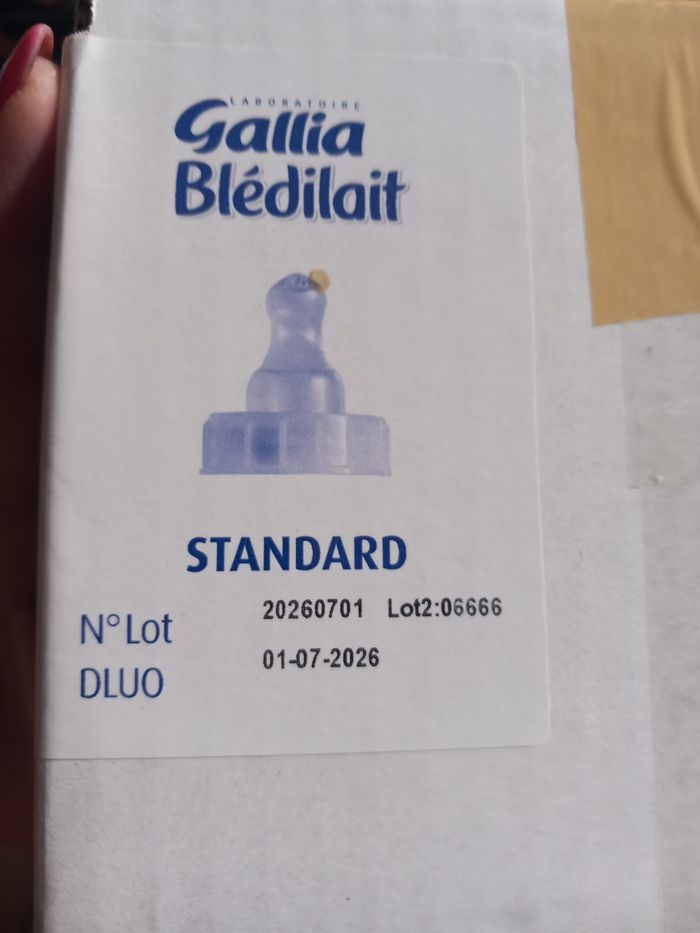 LABORATOIRE
Gallia
Blédilait
STANDARD
N° Lot 20260701 Lot2:06666
DLUO 01-07-2026